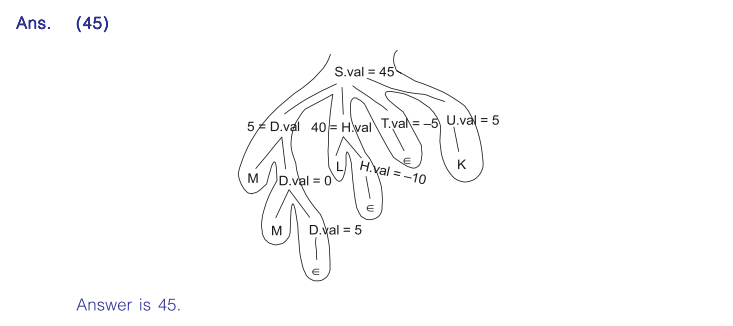 Ans. (45)
S.val = 45
5 = D.val 40 = H.val T.val = –5 U.val = 5
M D.val = 0 L H.val = –10 ∈ K
M D.val = 5 ∈
∈
Answer is 45.